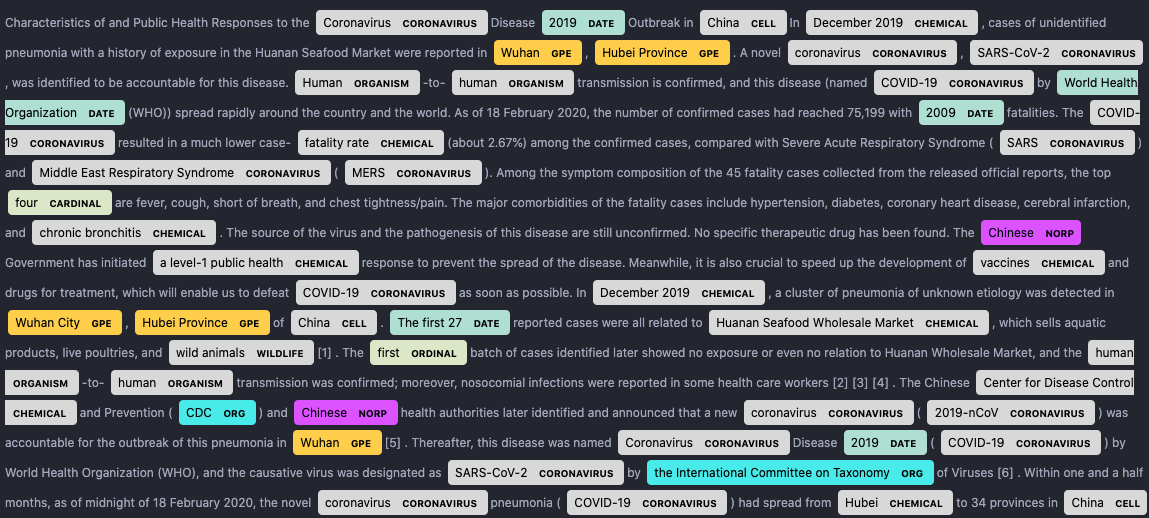 Characteristics of and Public Health Responses to the Coronavirus CORONAVIRUS Disease 2019 DATE Outbreak in China CELL In December 2019 CHEMICAL , cases of unidentified
pneumonia with a history of exposure in the Huanan Seafood Market were reported in Wuhan GPE , Hubei Province GPE . A novel coronavirus CORONAVIRUS , SARS-CoV-2 CORONAVIRUS
, was identified to be accountable for this disease. Human ORGANISM -to- human ORGANISM transmission is confirmed, and this disease (named COVID-19 CORONAVIRUS by World Health
Organization DATE (WHO)) spread rapidly around the country and the world. As of 18 February 2020, the number of confirmed cases had reached 75,199 with 2009 DATE fatalities. The COVID-
19 CORONAVIRUS resulted in a much lower case- fatality rate CHEMICAL (about 2.67%) among the confirmed cases, compared with Severe Acute Respiratory Syndrome ( SARS CORONAVIRUS )
and Middle East Respiratory Syndrome CORONAVIRUS ( MERS CORONAVIRUS ). Among the symptom composition of the 45 fatality cases collected from the released official reports, the top
four CARDINAL are fever, cough, short of breath, and chest tightness/pain. The major comorbidities of the fatality cases include hypertension, diabetes, coronary heart disease, cerebral infarction,
and chronic bronchitis CHEMICAL . The source of the virus and the pathogenesis of this disease are still unconfirmed. No specific therapeutic drug has been found. The Chinese NORP
Government has initiated a level-1 public health CHEMICAL response to prevent the spread of the disease. Meanwhile, it is also crucial to speed up the development of vaccines CHEMICAL and
drugs for treatment, which will enable us to defeat COVID-19 CORONAVIRUS as soon as possible. In December 2019 CHEMICAL , a cluster of pneumonia of unknown etiology was detected in
Wuhan City GPE , Hubei Province GPE of China CELL . The first 27 DATE reported cases were all related to Huanan Seafood Wholesale Market CHEMICAL , which sells aquatic
products, live poultries, and wild animals WILDLIFE [1] . The first ORDINAL batch of cases identified later showed no exposure or even no relation to Huanan Wholesale Market, and the human
ORGANISM -to- human ORGANISM transmission was confirmed; moreover, nosocomial infections were reported in some health care workers [2] [3] [4] . The Chinese Center for Disease Control
CHEMICAL and Prevention ( CDC ORG ) and Chinese NORP health authorities later identified and announced that a new coronavirus CORONAVIRUS ( 2019-nCoV CORONAVIRUS ) was
accountable for the outbreak of this pneumonia in Wuhan GPE [5] . Thereafter, this disease was named Coronavirus CORONAVIRUS Disease 2019 DATE ( COVID-19 CORONAVIRUS ) by
World Health Organization (WHO), and the causative virus was designated as SARS-CoV-2 CORONAVIRUS by the International Committee on Taxonomy ORG of Viruses [6] . Within one and a half
months, as of midnight of 18 February 2020, the novel coronavirus CORONAVIRUS pneumonia ( COVID-19 CORONAVIRUS ) had spread from Hubei CHEMICAL to 34 provinces in China CELL